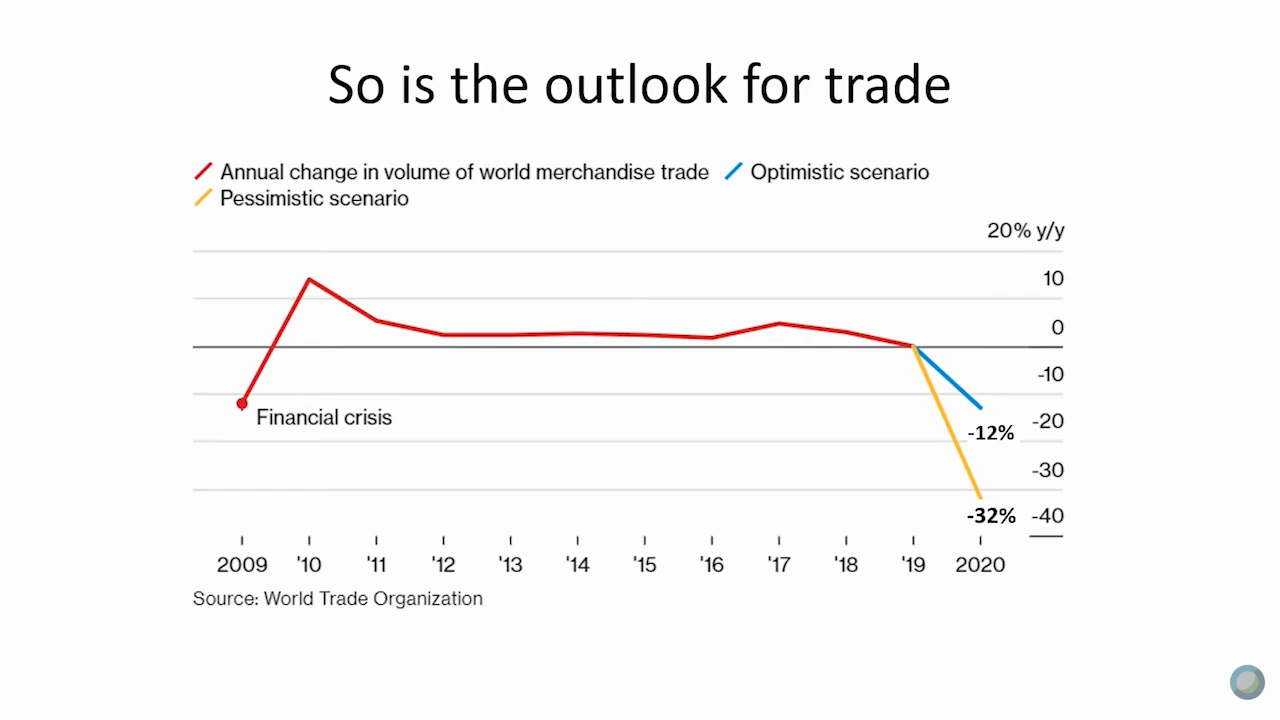 So is the outlook for trade
Annual change in volume of world merchandise trade Optimistic scenario
Pessimistic scenario
20% y/y
10
0
-10
Financial crisis
-20
-12%
-30
-32%
-40
2009 '10 '11 '12 '13 '14 '15 '16 '17 '18 '19 2020
Source: World Trade Organization